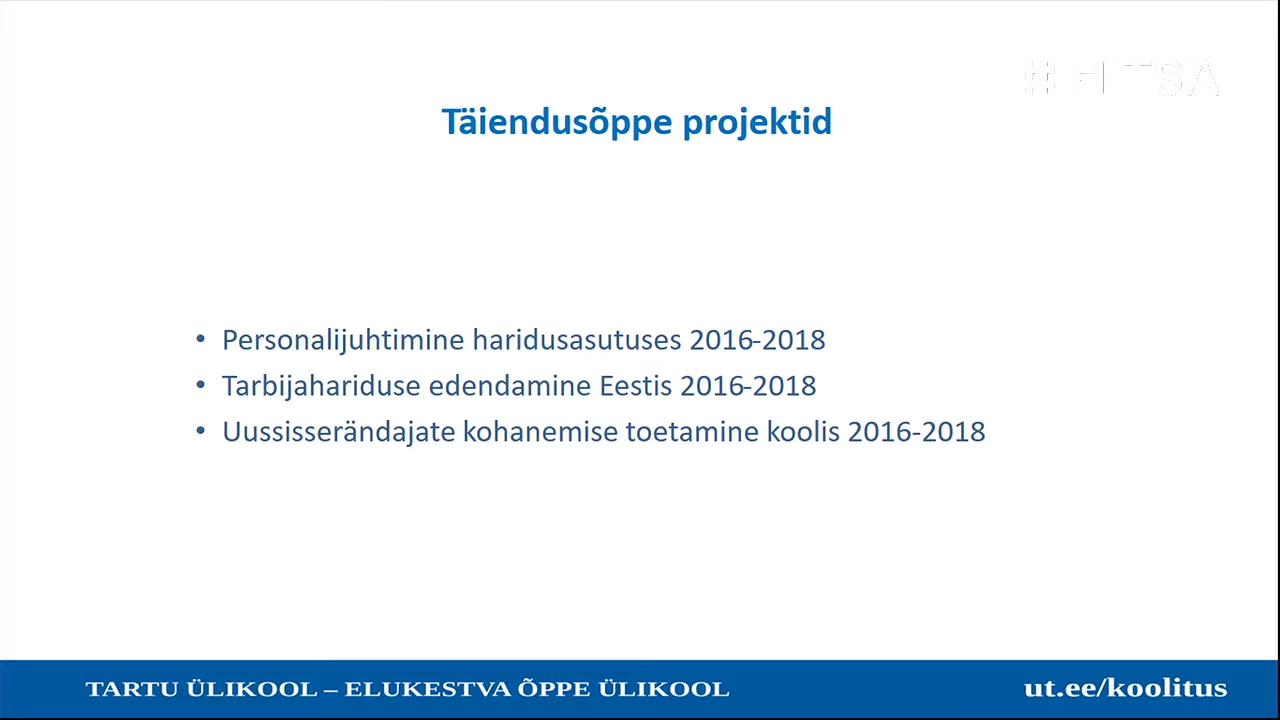 #HITSA
Täiendusõppe projektid
• Personalijuhtimine haridusasutuses 2016-2018
• Tarbijahariduse edendamine Eestis 2016-2018
• Uussisserändajate kohanemise toetamine koolis 2016-2018
TARTU ÜLIKOOL – ELUKESTVA ÕPPE ÜLIKOOL
ut.ee/koolitus